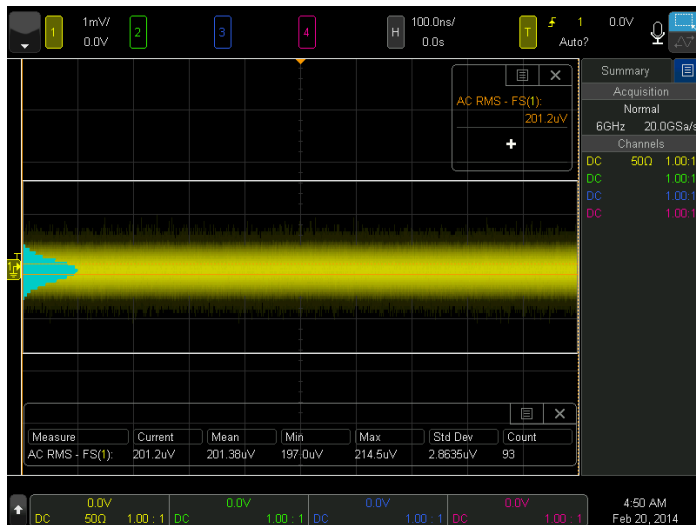 1 1mV/ 0.0V 2 3 4 H 100.0ns/ 0.0s T 1 0.0V Auto?
Summary
Acquisition
Normal
6GHz 20.0GSa/s
Channels
DC 50Ω 1.00:1
DC 1.00:1
DC 1.00:1
DC 1.00:1
AC RMS - FS(1):
201.2uV
T
1
Measure Current Mean Min Max Std Dev Count
AC RMS - FS(1): 201.2uV 201.38uV 197.0uV 214.5uV 2.8635uV 93
0.0V 0.0V 0.0V 0.0V 4:50 AM
DC 50Ω 1.00 : 1 DC 1.00 : 1 DC 1.00 : 1 DC 1.00 : 1 Feb 20, 2014